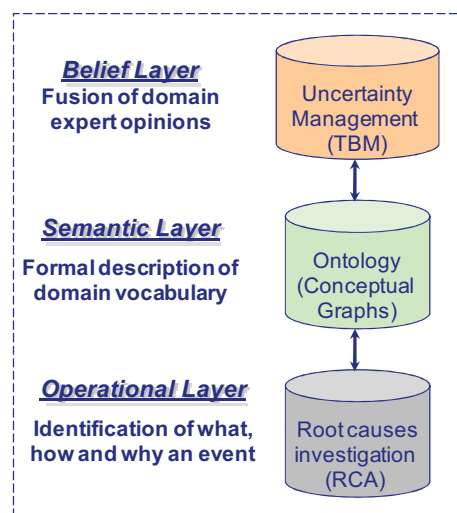 Belief Layer
Fusion of domain
expert opinions
Uncertainty
Management
(TBM)
Semantic Layer
Formal description of
domain vocabulary
Ontology
(Conceptual
Graphs)
Operational Layer
Identification of what,
how and why an event
Root causes
investigation
(RCA)